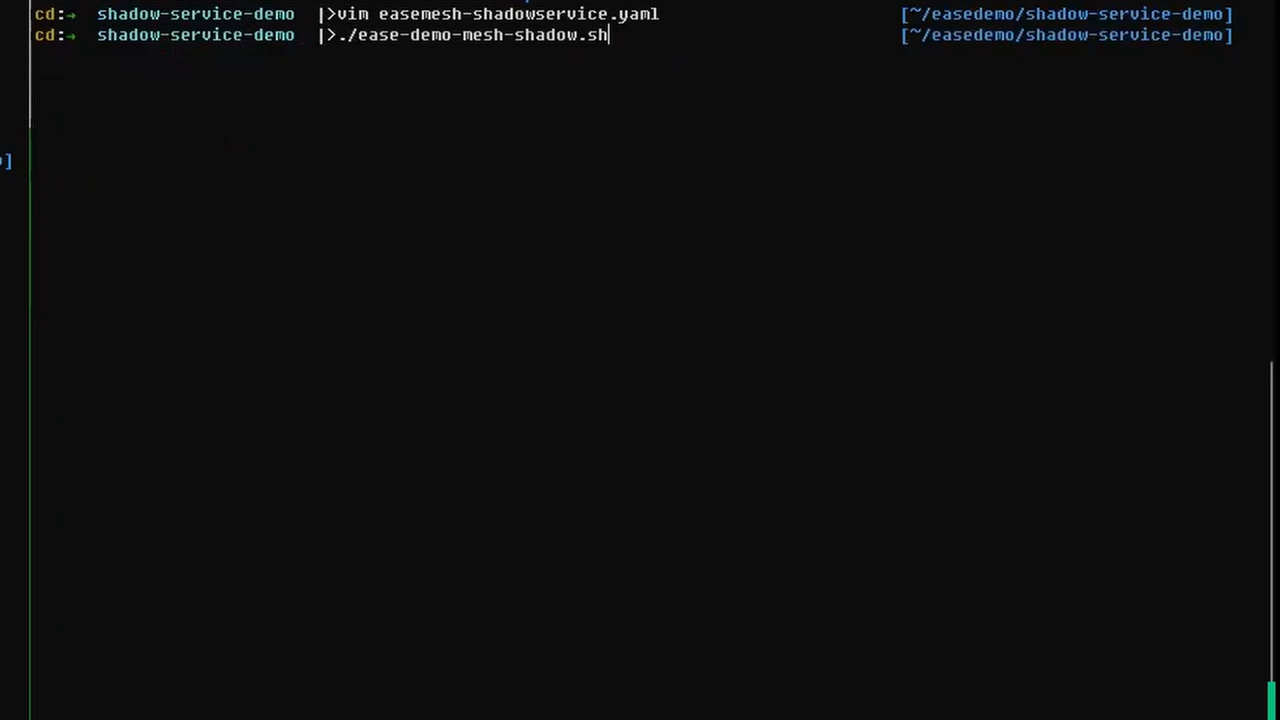 cd:→ shadow-service-demo |>vim easemesh-shadowservice.yaml [~/easedemo/shadow-service-demo]
cd:→ shadow-service-demo |>./ease-demo-mesh-shadow.sh [~/easedemo/shadow-service-demo]
]